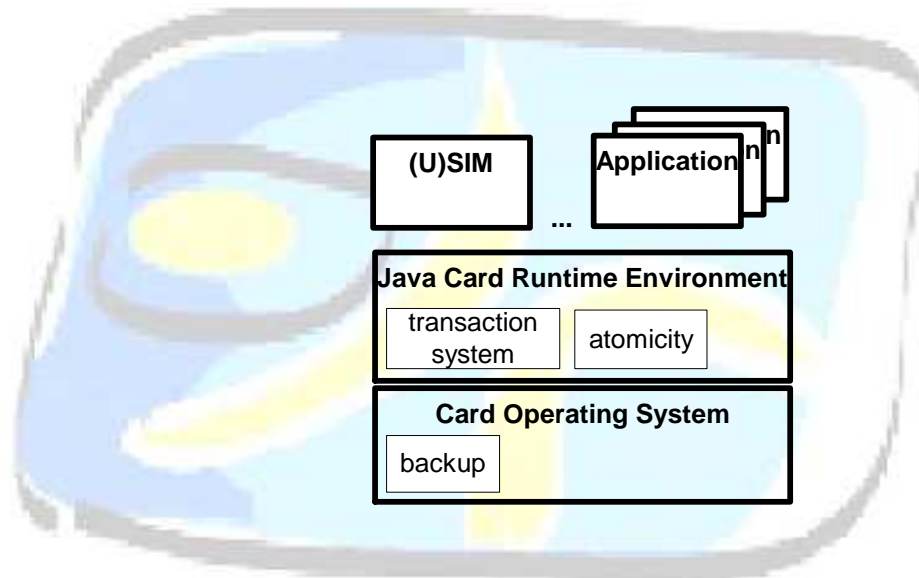 (U)SIM
...
Application
n
n
Java Card Runtime Environment
transaction
system
atomicity
Card Operating System
backup